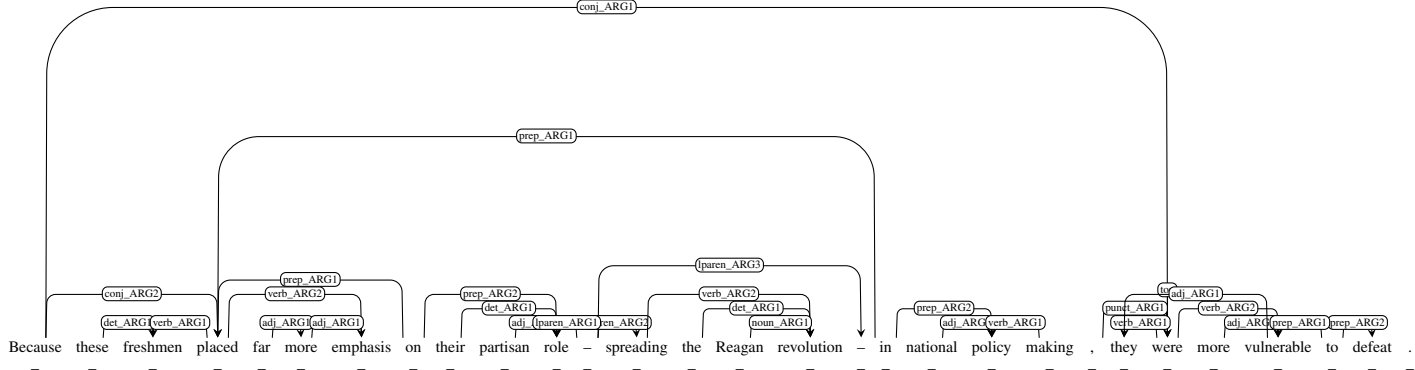 conj_ARG1
prep_ARG1
lparen_ARG3
prep_ARG1
conj_ARG2 verb_ARG2 prep_ARG2 verb_ARG2 adj_ARG1
det_ARG1 det_ARG1 prep_ARG2 punct_ARG1 verb_ARG2
det_ARG1 verb_ARG1 adj_ARG1 adj_ARG1 lparen_ARG1 noun_ARG1 verb_ARG1 verb_ARG1 prep_ARG1 prep_ARG2
Because these freshmen placed far more emphasis on their partisan role – spreading the Reagan revolution – in national policy making , they were more vulnerable to defeat .
_ _ _ _ _ _ _ _ _ _ _ _ _ _ _ _ _ _ _ _ _ _ _ _ _ _ _ _ _ _